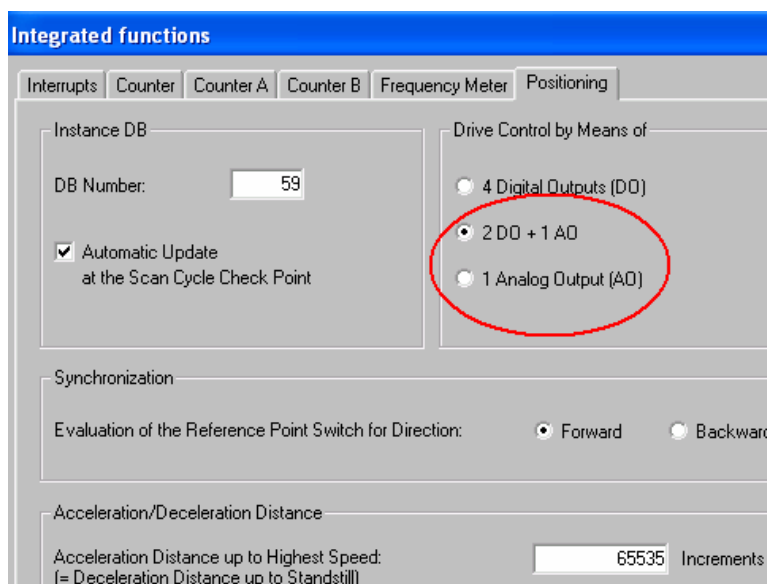 Integrated functions
Interrupts Counter Counter A Counter B Frequency Meter Positioning
Instance DB
DB Number: 59
Automatic Update
at the Scan Cycle Check Point
Drive Control by Means of
4 Digital Outputs (DO)
2 DO + 1 AO
1 Analog Output (AO)
Synchronization
Evaluation of the Reference Point Switch for Direction: Forward Backward
Acceleration/Deceleration Distance
Acceleration Distance up to Highest Speed: 65535 Increments
(= Deceleration Distance up to Standstill)